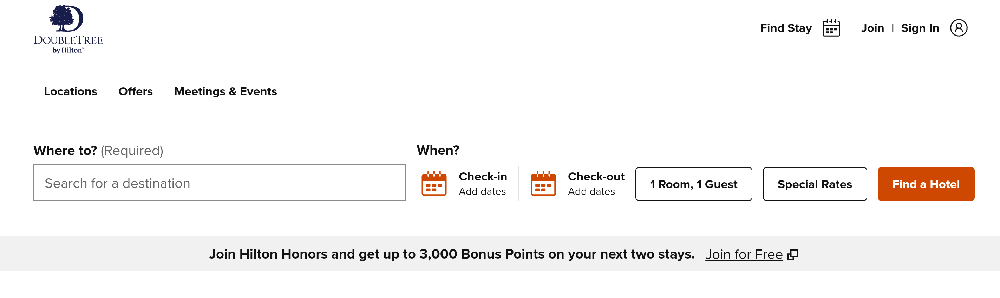 DOUBLETREE
by Hilton™
Find Stay
Join | Sign In
Locations Offers Meetings & Events
Where to? (Required)
Search for a destination
When?
Check-in
Add dates
Check-out
Add dates
1 Room, 1 Guest
Special Rates
Find a Hotel
Join Hilton Honors and get up to 3,000 Bonus Points on your next two stays. Join for Free